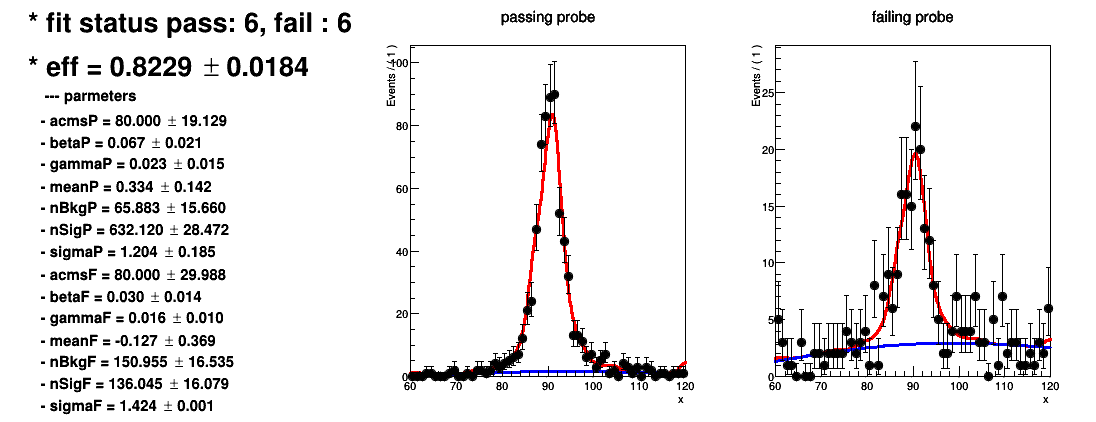 * fit status pass: 6, fail : 6
* eff = 0.8229 ± 0.0184
--- parmeters
- acmsP = 80.000 ± 19.129
- betaP = 0.067 ± 0.021
- gammaP = 0.023 ± 0.015
- meanP = 0.334 ± 0.142
- nBkgP = 65.883 ± 15.660
- nSigP = 632.120 ± 28.472
- sigmaP = 1.204 ± 0.185
- acmsF = 80.000 ± 29.988
- betaF = 0.030 ± 0.014
- gammaF = 0.016 ± 0.010
- meanF = -0.127 ± 0.369
- nBkgF = 150.955 ± 16.535
- nSigF = 136.045 ± 16.079
- sigmaF = 1.424 ± 0.001
passing probe
Events / ( 1 )
100
80
60
40
20
0
60 70 80 90 100 110 120
x
failing probe
Events / ( 1 )
25
20
15
10
5
0
60 70 80 90 100 110 120
x